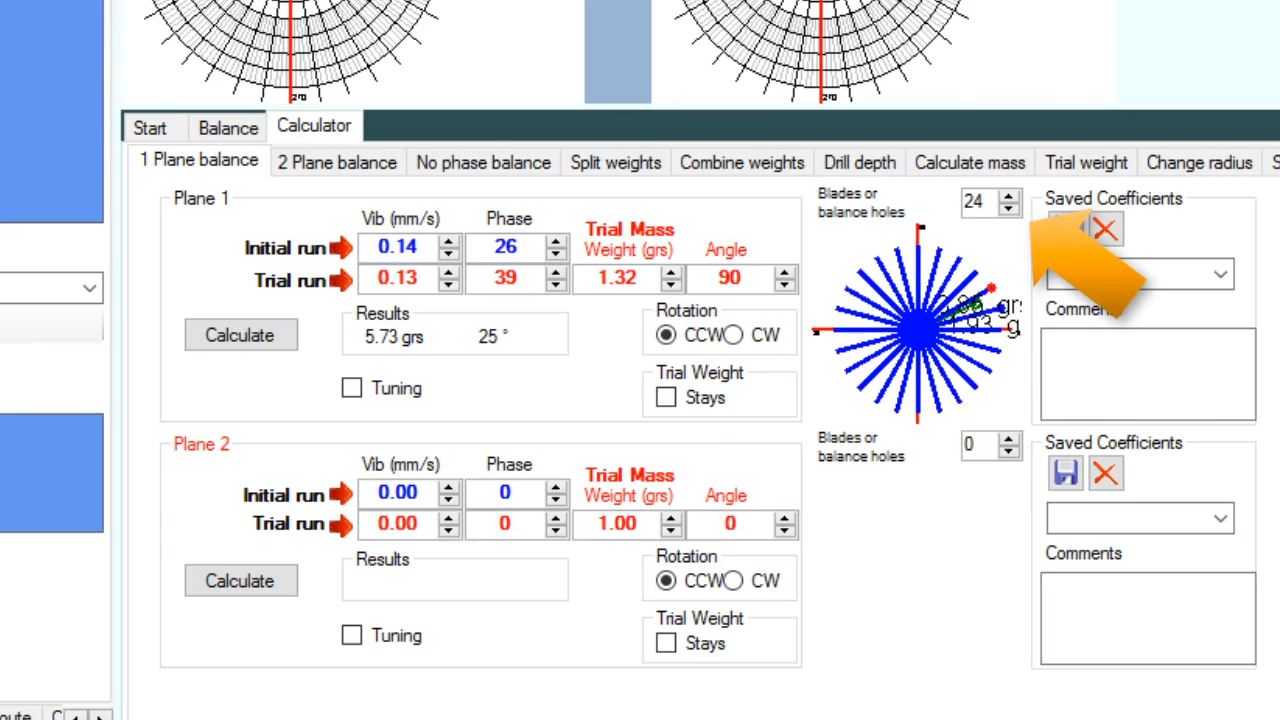 270 270
Start Balance Calculator
1 Plane balance 2 Plane balance No phase balance Split weights Combine weights Drill depth Calculate mass Trial weight Change radius
Plane 1
Vib (mm/s) Phase Trial Mass
Weight (grs) Angle
Initial run 0.14 26
Trial run 0.13 39 1.32 90
Calculate
Results
5.73 grs 25 °
Rotation
CCW CW
Tuning
Trial Weight
Stays
Blades or
balance holes
24
Saved Coefficients
Plane 2
Vib (mm/s) Phase Trial Mass
Weight (grs) Angle
Initial run 0.00 0
Trial run 0.00 0 1.00 0
Calculate
Results
Rotation
CCW CW
Tuning
Trial Weight
Stays
Blades or
balance holes
0
Saved Coefficients
Comments